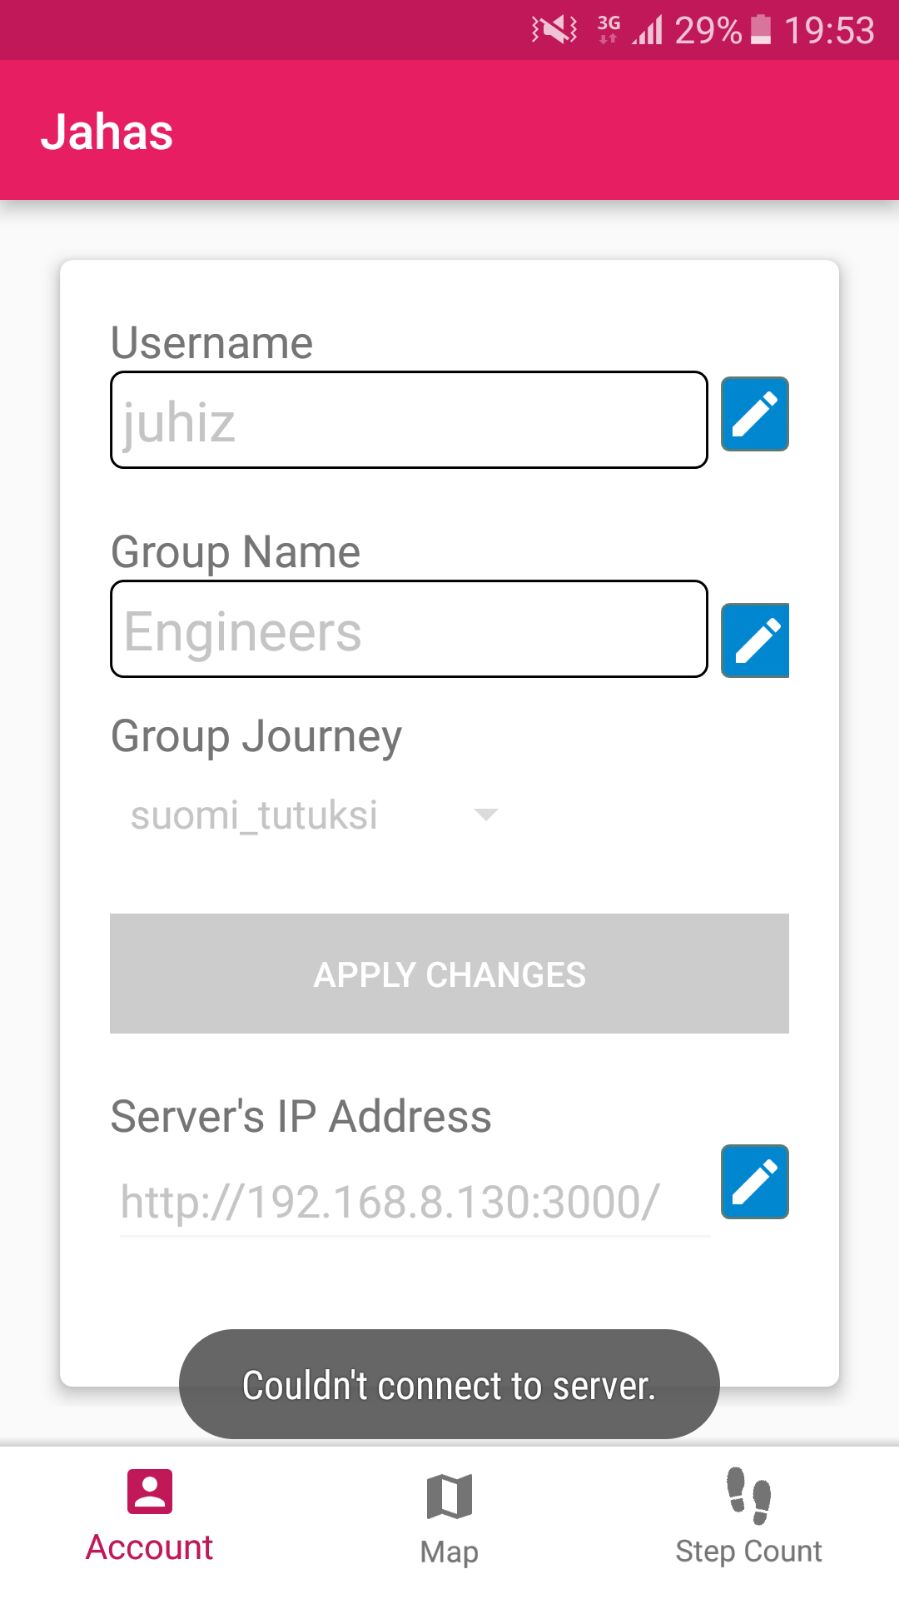 3G 29% 19:53
Jahas
Username
juhiz
Group Name
Engineers
Group Journey
suomi_tutuksi
APPLY CHANGES
Server's IP Address
http://192.168.8.130:3000/
Couldn't connect to server.
Account Map Step Count